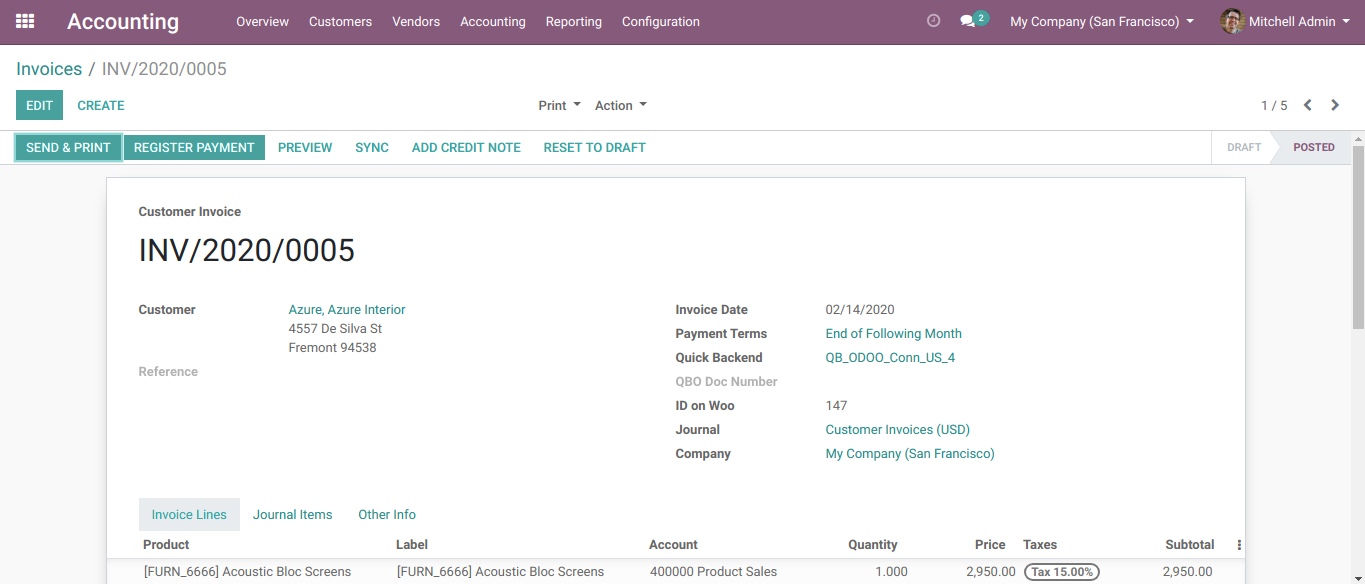 Accounting Overview Customers Vendors Accounting Reporting Configuration 2 My Company (San Francisco) Mitchell Admin
Invoices / INV/2020/0005
EDIT CREATE Print Action 1 / 5
SEND & PRINT REGISTER PAYMENT PREVIEW SYNC ADD CREDIT NOTE RESET TO DRAFT DRAFT POSTED
Customer Invoice
INV/2020/0005
Customer Azure, Azure Interior Invoice Date 02/14/2020
4557 De Silva St Payment Terms End of Following Month
Fremont 94538 Quick Backend QB_ODOO_Conn_US_4
Reference QBO Doc Number
ID on Woo 147
Journal Customer Invoices (USD)
Company My Company (San Francisco)
Invoice Lines Journal Items Other Info
Product Label Account Quantity Price Taxes Subtotal
[FURN_6666] Acoustic Bloc Screens [FURN_6666] Acoustic Bloc Screens 400000 Product Sales 1.000 2,950.00 Tax 15.00% 2,950.00